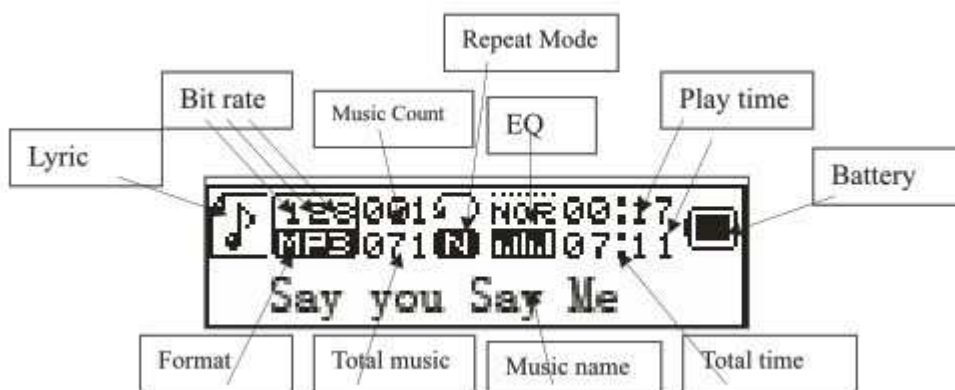 Repeat Mode
Bit rate
Music Count
EQ
Play time
Lyric
Battery
128 001 NOR 00:17
MP3 071 N 07:11
Say you Say Me
Format
Total music
Music name
Total time